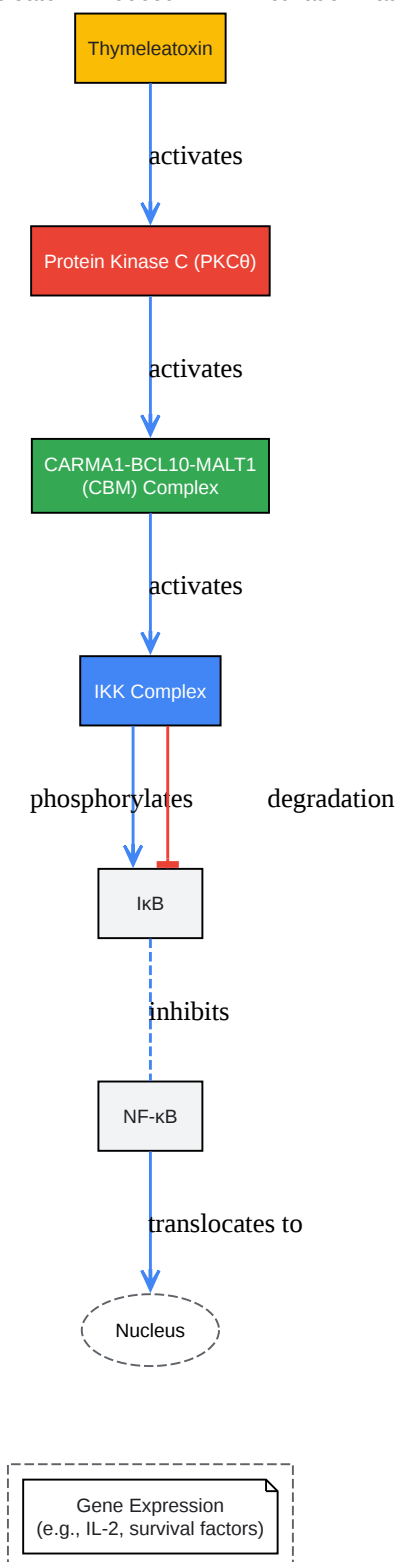 Thymeleatoxin
activates
Protein Kinase C (PKCθ)
activates
CARMA1-BCL10-MALT1
(CBM) Complex
activates
IKK Complex
phosphorylates
degradation
IκB
inhibits
NF-κB
translocates to
Nucleus
Gene Expression
(e.g., IL-2, survival factors)